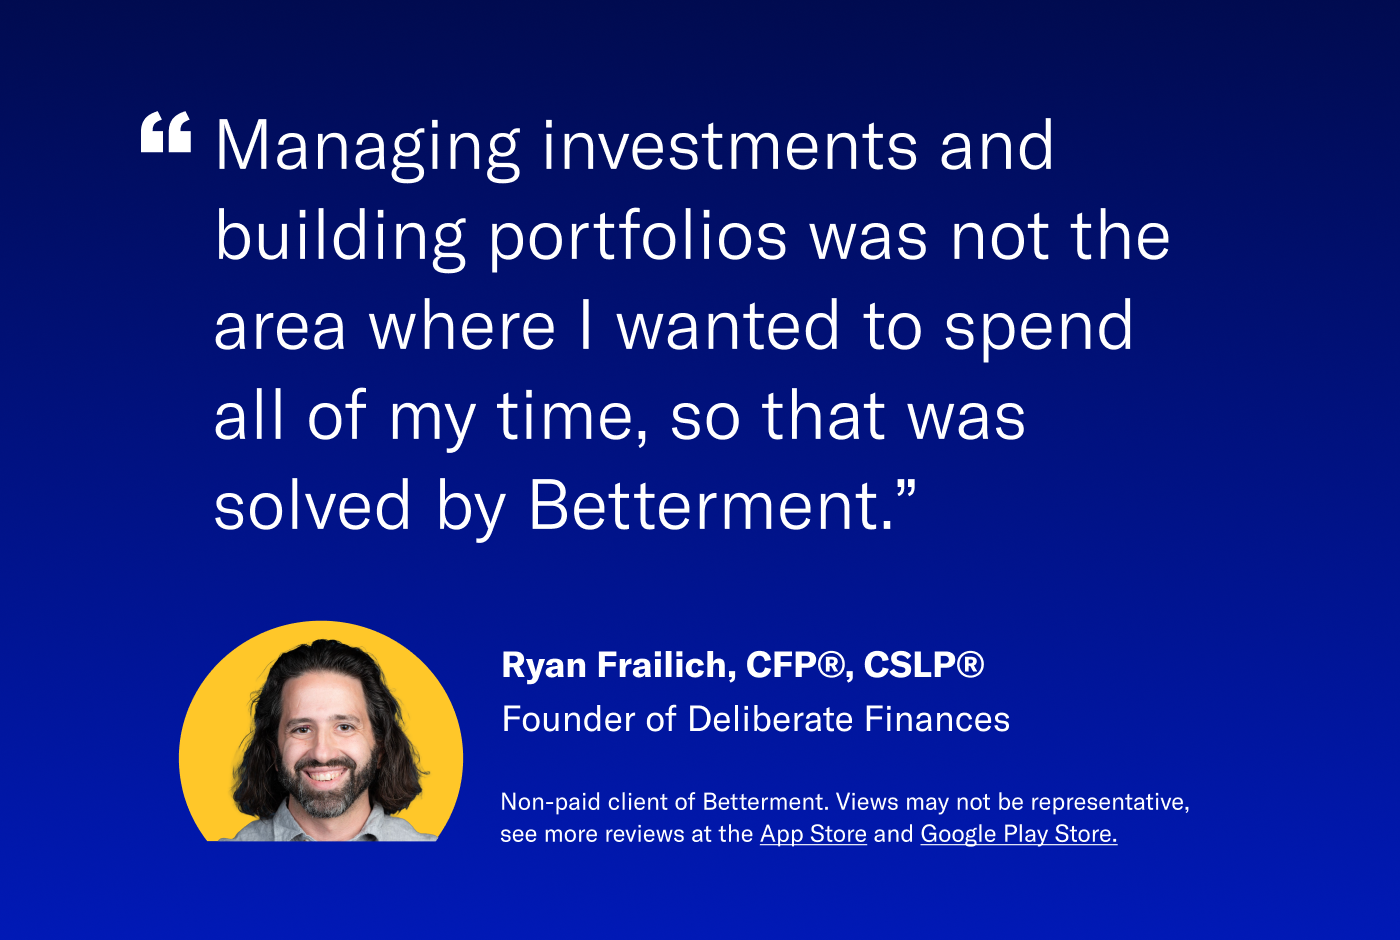 “Managing investments and
building portfolios was not the
area where I wanted to spend
all of my time, so that was
solved by Betterment.”
Ryan Frailich, CFP®, CSLP®
Founder of Deliberate Finances
Non-paid client of Betterment. Views may not be representative,
see more reviews at the App Store and Google Play Store.